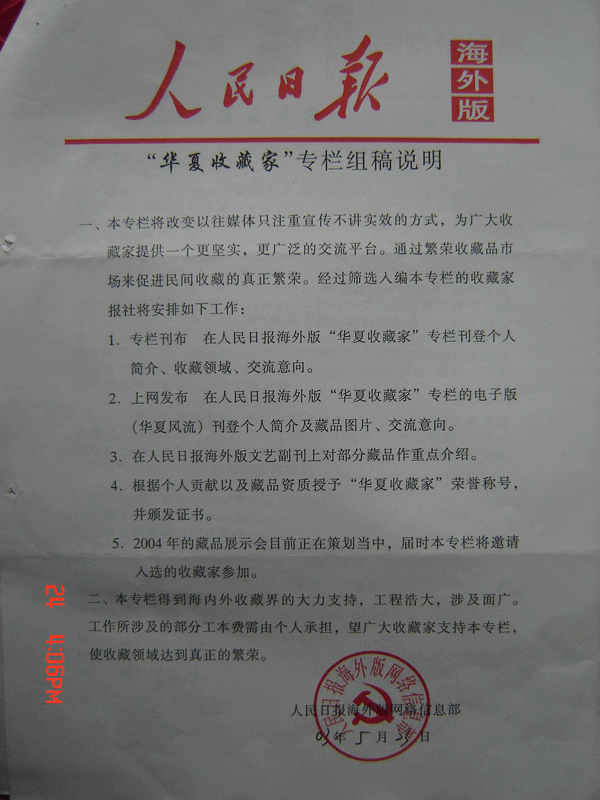 人民日报
海外版
“华夏收藏家”专栏组稿说明
一、本专栏将改变以往媒体只注重宣传不讲实效的方式，为广大收
藏家提供一个更坚实，更广泛的交流平台。通过繁荣收藏品市
场来促进民间收藏的真正繁荣。经过筛选入编本专栏的收藏家
报社将安排如下工作：
1. 专栏刊布 在人民日报海外版“华夏收藏家”专栏刊登个人
简介、收藏领域、交流意向。
2. 上网发布 在人民日报海外版“华夏收藏家”专栏的电子版
（华夏风流）刊登个人简介及藏品图片、交流意向。
3. 在人民日报海外版文艺副刊上对部分藏品作重点介绍。
4. 根据个人贡献以及藏品资质授予“华夏收藏家”荣誉称号，
并颁发证书。
5. 2004年的藏品展示会目前正在策划当中，届时本专栏将邀请
入选的收藏家参加。
二、本专栏得到海内外收藏界的大力支持，工程浩大，涉及面广。
工作所涉及的部分工本费需由个人承担，望广大收藏家支持本专栏，
使收藏领域达到真正的繁荣。
人民日报海外版网络信息部
人民日报海外版网络信息部
年5月 日
24 4:06PM